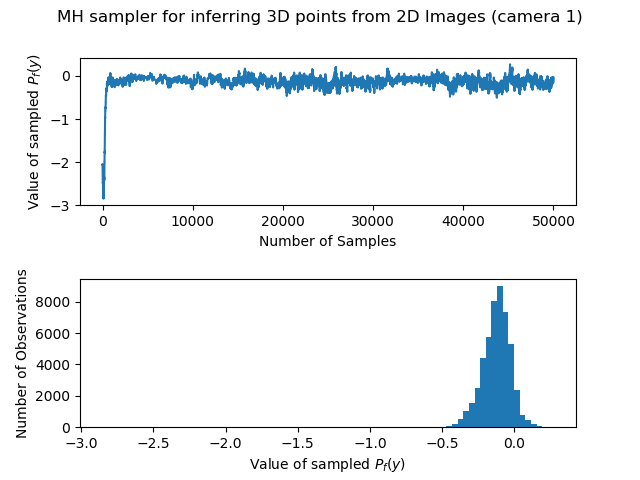 MH sampler for inferring 3D points from 2D Images (camera 1)
Value of sampled P_f(y)
0
−1
−2
−3
0 10000 20000 30000 40000 50000
Number of Samples
Number of Observations
8000
6000
4000
2000
0
−3.0 −2.5 −2.0 −1.5 −1.0 −0.5 0.0
Value of sampled P_f(y)